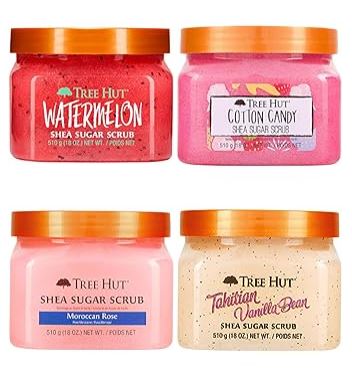 TREE HUT
WATERMELON
SHEA SUGAR SCRUB
510 g (18 OZ.) NET WT. / POIDS NET
TREE HUT
COTTON CANDY
SHEA SUGAR SCRUB
510 g (18 OZ.) NET WT. / POIDS NET
TREE HUT
SHEA SUGAR SCRUB
Moroccan Rose
510 g (18 OZ.) NET WT. / POIDS NET
TREE HUT
Tahitian
Vanilla Bean
SHEA SUGAR SCRUB
510 g (18 OZ.) NET WT. / POIDS NET